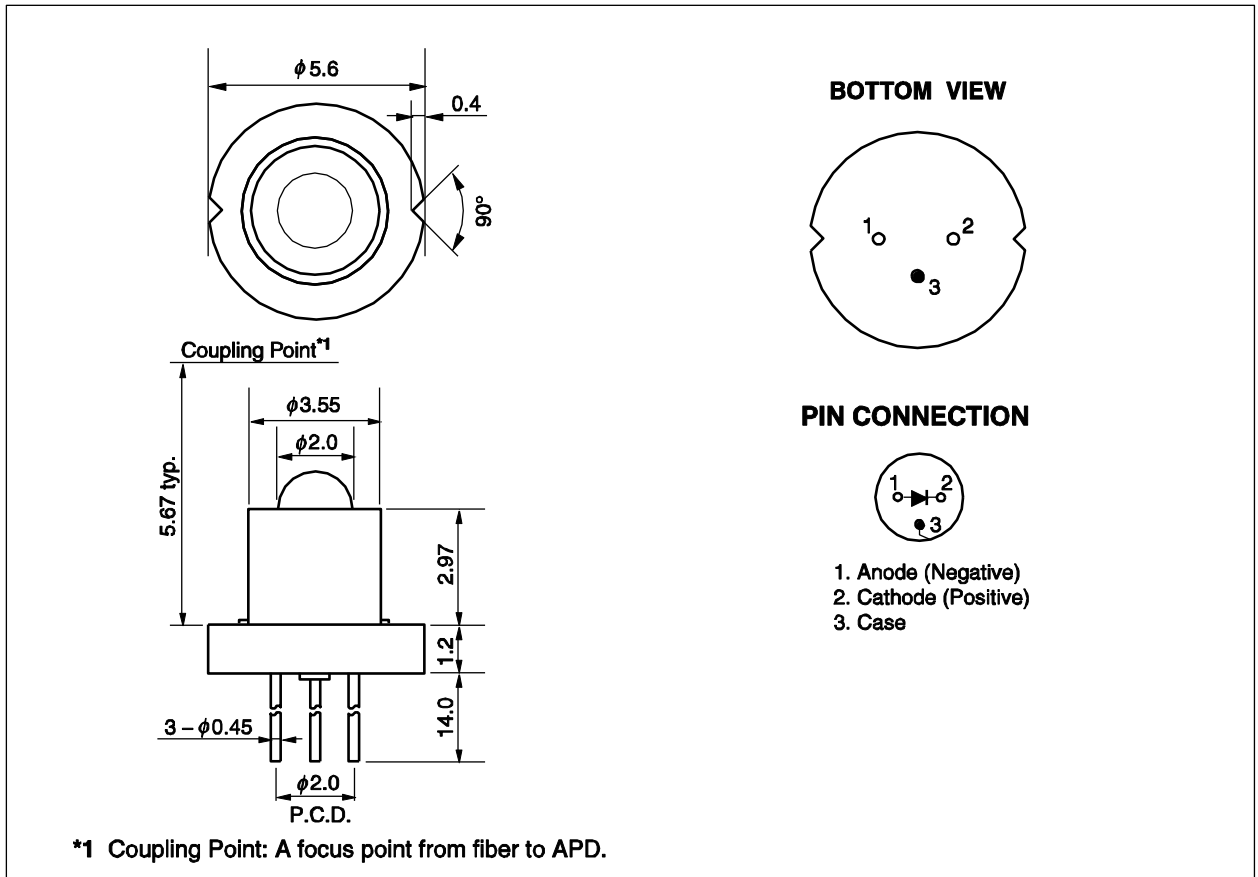 ϕ5.6
0.4
90°
Coupling Point*1
ϕ3.55
ϕ2.0
5.67 typ.
2.97
1.2
14.0
3 – ϕ0.45
ϕ2.0
P.C.D.
*1 Coupling Point: A focus point from fiber to APD.
BOTTOM VIEW
1
2
3
PIN CONNECTION
1
2
3
1. Anode (Negative)
2. Cathode (Positive)
3. Case